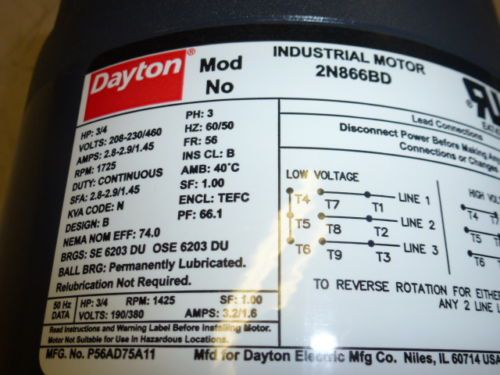 Dayton
Mod
No
INDUSTRIAL MOTOR
2N866BD
HP: 3/4
VOLTS: 208-230/460
AMPS: 2.8-2.9/1.45
RPM: 1725
DUTY: CONTINUOUS
SFA: 2.8-2.9/1.45
KVA CODE: N
DESIGN: B
NEMA NOM EFF: 74.0
PH: 3
HZ: 60/50
FR: 56
INS CL: B
AMB: 40°C
SF: 1.00
ENCL: TEFC
PF: 66.1
BRGS: SE 6203 DU OSE 6203 DU
BALL BRG: Permanently Lubricated.
Relubrication Not Required.
50 Hz HP: 3/4 RPM: 1425 SF: 1.00
DATA VOLTS: 190/380 AMPS: 3.2/1.6
Read Instructions and Warning Label Before Installing Motor.
Motor Not Suitable for Use in Hazardous Locations.
MFG. No. P56AD75A11 Mfd for Dayton Electric Mfg Co. Niles, IL 60714 USA
Lead Connections
Disconnect Power Before Making
Connections or Changes
LOW VOLTAGE
T4 T7 T1 LINE 1
T5 T8 T2 LINE 2
T6 T9 T3 LINE 3
HIGH
T4 T7
T5
T6
TO REVERSE ROTATION FOR EITHER
ANY 2 LINE